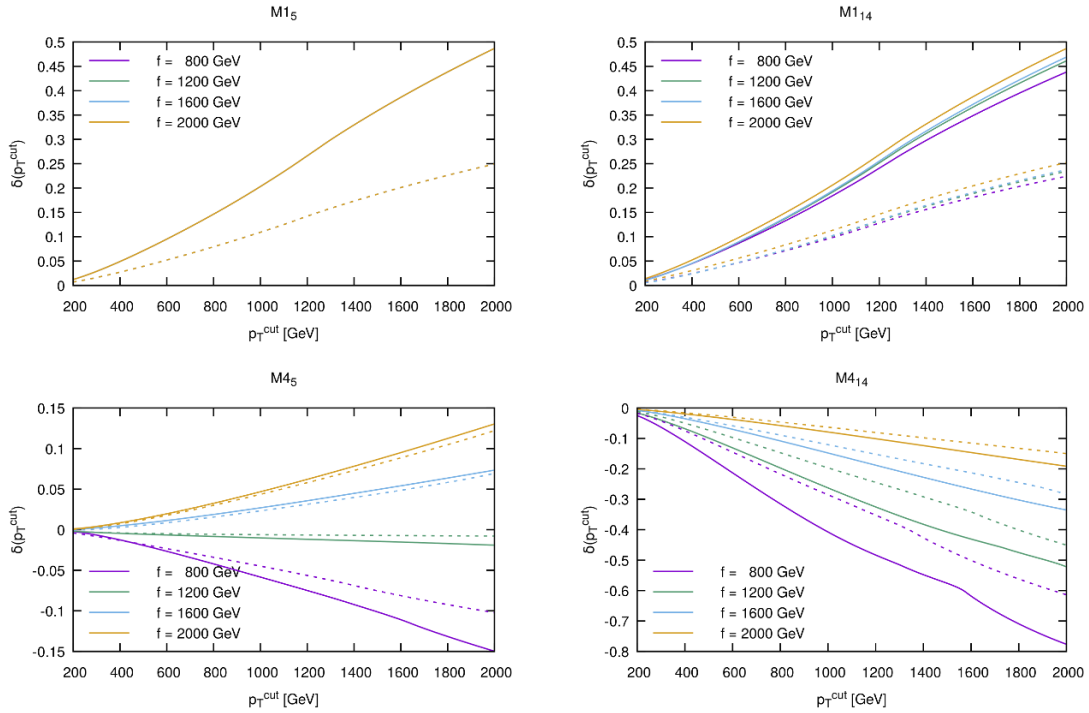 M1₅
0.5
0.45
0.4
0.35
0.3
0.25
0.2
0.15
0.1
0.05
0
δ(p_T^cut)
f = 800 GeV
f = 1200 GeV
f = 1600 GeV
f = 2000 GeV
200 400 600 800 1000 1200 1400 1600 1800 2000
p_T^cut [GeV]
M1₁₄
0.5
0.45
0.4
0.35
0.3
0.25
0.2
0.15
0.1
0.05
0
δ(p_T^cut)
f = 800 GeV
f = 1200 GeV
f = 1600 GeV
f = 2000 GeV
200 400 600 800 1000 1200 1400 1600 1800 2000
p_T^cut [GeV]
M4₅
0.15
0.1
0.05
0
-0.05
-0.1
-0.15
δ(p_T^cut)
f = 800 GeV
f = 1200 GeV
f = 1600 GeV
f = 2000 GeV
200 400 600 800 1000 1200 1400 1600 1800 2000
p_T^cut [GeV]
M4₁₄
0
-0.1
-0.2
-0.3
-0.4
-0.5
-0.6
-0.7
-0.8
δ(p_T^cut)
f = 800 GeV
f = 1200 GeV
f = 1600 GeV
f = 2000 GeV
200 400 600 800 1000 1200 1400 1600 1800 2000
p_T^cut [GeV]